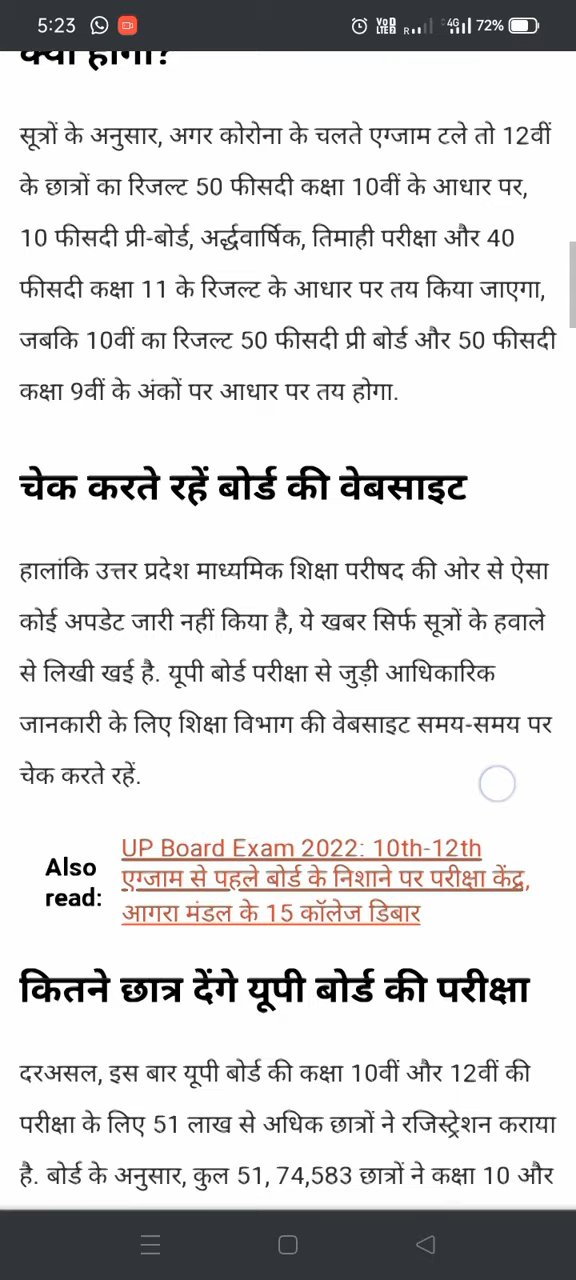 5:23
VoD LTE2 R 4G 72%
क्या होगा?
सूत्रों के अनुसार, अगर कोरोना के चलते एग्जाम टले तो 12वीं
के छात्रों का रिजल्ट 50 फीसदी कक्षा 10वीं के आधार पर,
10 फीसदी प्री-बोर्ड, अर्द्धवार्षिक, तिमाही परीक्षा और 40
फीसदी कक्षा 11 के रिजल्ट के आधार पर तय किया जाएगा,
जबकि 10वीं का रिजल्ट 50 फीसदी प्री बोर्ड और 50 फीसदी
कक्षा 9वीं के अंकों पर आधार पर तय होगा.
चेक करते रहें बोर्ड की वेबसाइट
हालांकि उत्तर प्रदेश माध्यमिक शिक्षा परीषद की ओर से ऐसा
कोई अपडेट जारी नहीं किया है, ये खबर सिर्फ सूत्रों के हवाले
से लिखी खई है. यूपी बोर्ड परीक्षा से जुड़ी आधिकारिक
जानकारी के लिए शिक्षा विभाग की वेबसाइट समय-समय पर
चेक करते रहें.
Also read:
UP Board Exam 2022: 10th-12th
एग्जाम से पहले बोर्ड के निशाने पर परीक्षा केंद्र,
आगरा मंडल के 15 कॉलेज डिबार
कितने छात्र देंगे यूपी बोर्ड की परीक्षा
दरअसल, इस बार यूपी बोर्ड की कक्षा 10वीं और 12वीं की
परीक्षा के लिए 51 लाख से अधिक छात्रों ने रजिस्ट्रेशन कराया
है. बोर्ड के अनुसार, कुल 51, 74,583 छात्रों ने कक्षा 10 और